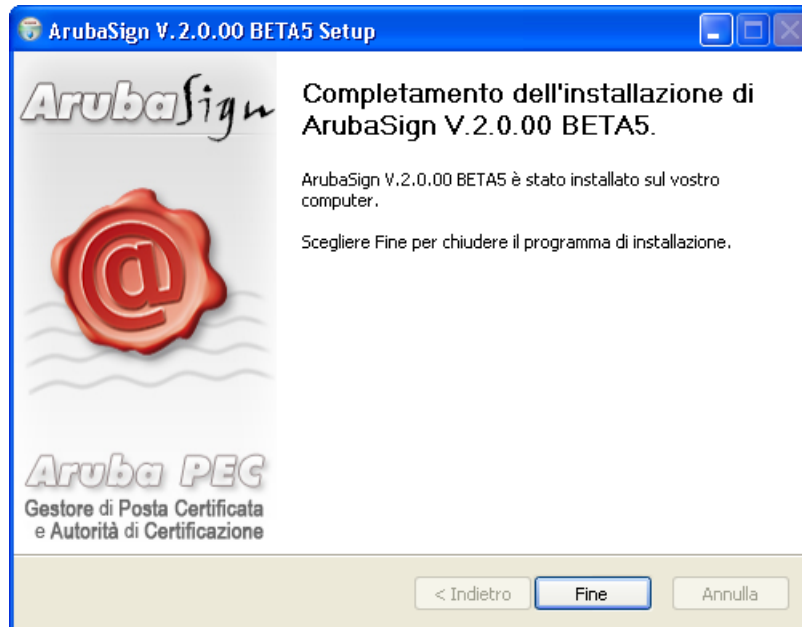 ArubaSign V.2.0.00 BETA5 Setup
ArubaSign
Completamento dell'installazione di
ArubaSign V.2.0.00 BETA5.
ArubaSign V.2.0.00 BETA5 è stato installato sul vostro
computer.
Scegliere Fine per chiudere il programma di installazione.
@
Aruba PEC
Gestore di Posta Certificata
e Autorità di Certificazione
< Indietro
Fine
Annulla